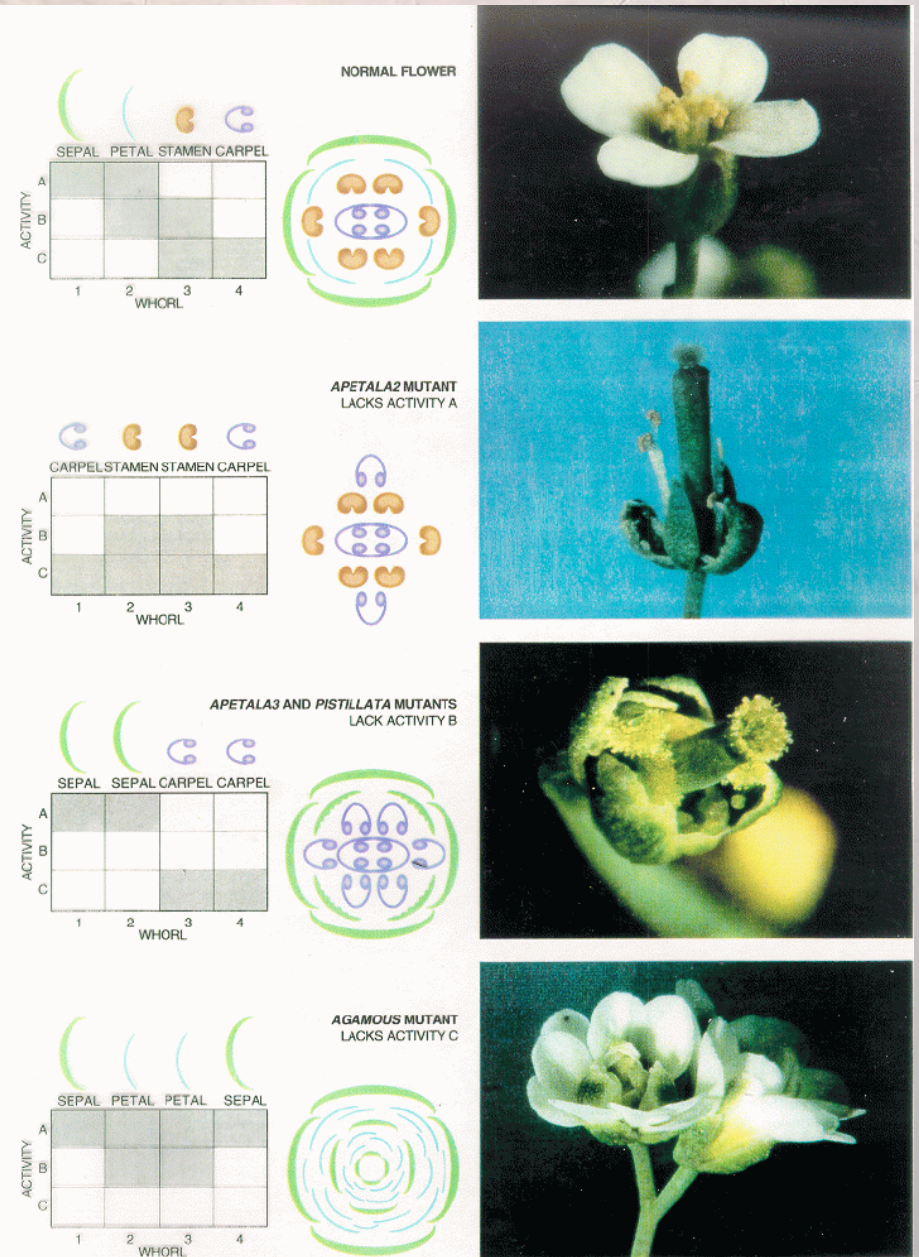 NORMAL FLOWER
SEPAL PETAL STAMEN CARPEL
ACTIVITY
A
B
C
1 2 3 4
WHORL
APETALA2 MUTANT
LACKS ACTIVITY A
CARPEL STAMEN STAMEN CARPEL
ACTIVITY
A
B
C
1 2 3 4
WHORL
APETALA3 AND PISTILLATA MUTANTS
LACK ACTIVITY B
SEPAL SEPAL CARPEL CARPEL
ACTIVITY
A
B
C
1 2 3 4
WHORL
AGAMOUS MUTANT
LACKS ACTIVITY C
SEPAL PETAL PETAL SEPAL
ACTIVITY
A
B
C
1 2 3 4
WHORL